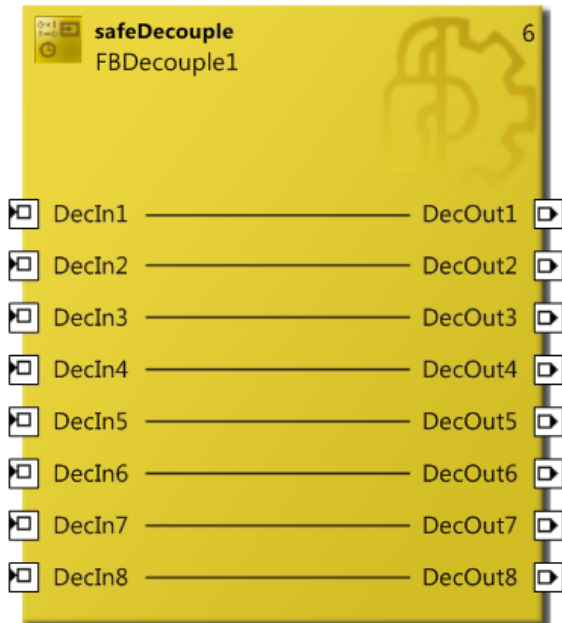 safeDecouple 6
FBDecouple1
DecIn1 DecOut1
DecIn2 DecOut2
DecIn3 DecOut3
DecIn4 DecOut4
DecIn5 DecOut5
DecIn6 DecOut6
DecIn7 DecOut7
DecIn8 DecOut8